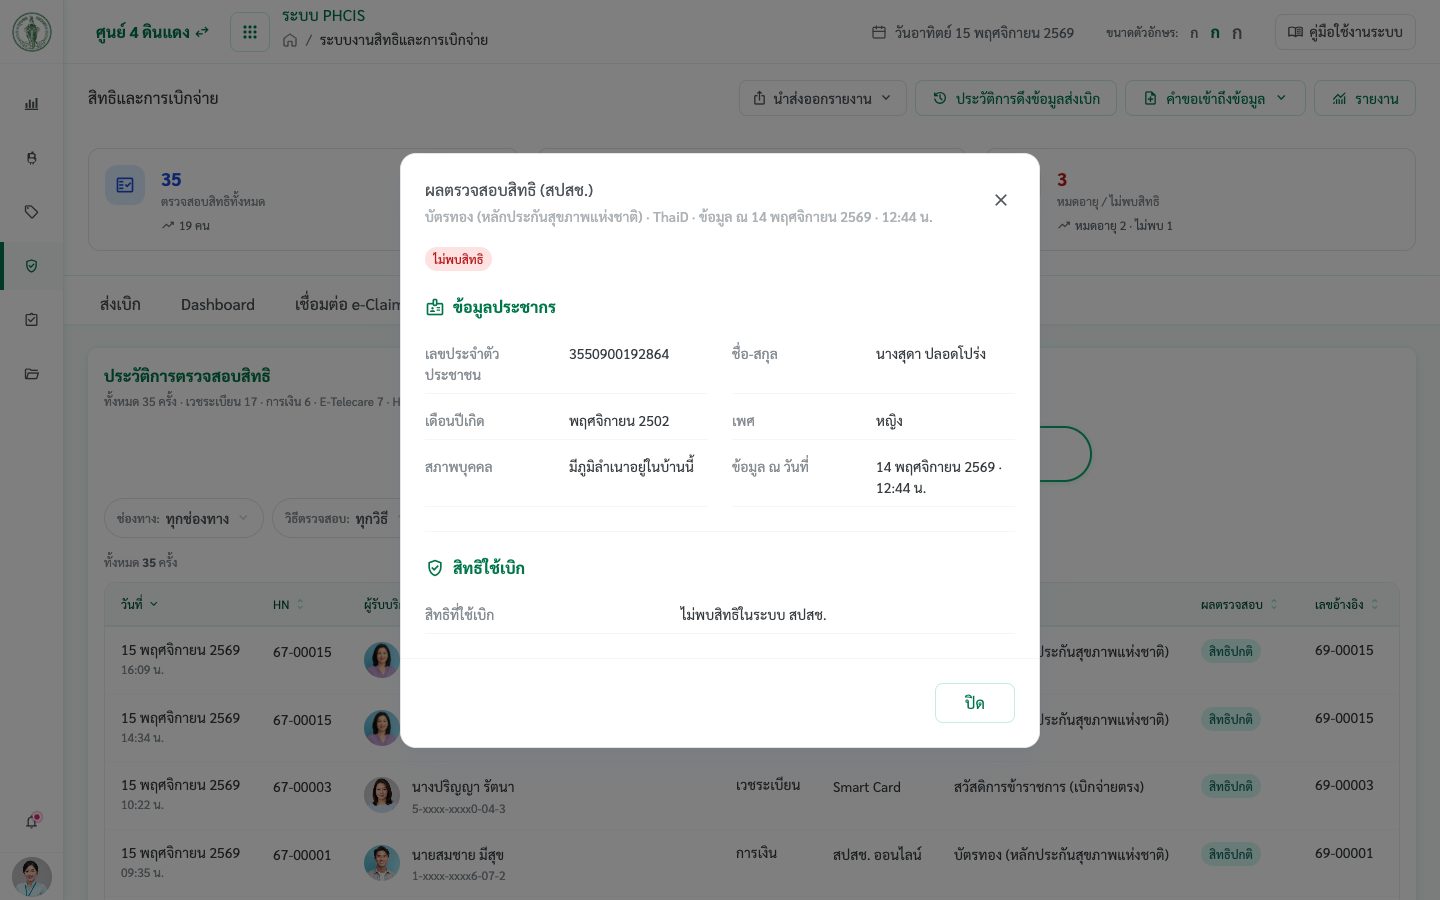 ศูนย์ 4 ดินแดง
ระบบ PHCIS
/ ระบบงานสิทธิและการเบิกจ่าย
วันอาทิตย์ 15 พฤศจิกายน 2569
ขนาดตัวอักษร: ก ก ก
คู่มือใช้งานระบบ
สิทธิและการเบิกจ่าย
นำส่งออกรายงาน
ประวัติการดึงข้อมูลส่งเบิก
คำขอเข้าถึงข้อมูล
รายงาน
35
ตรวจสอบสิทธิทั้งหมด
19 คน
3
หมดอายุ / ไม่พบสิทธิ
หมดอายุ 2 · ไม่พบ 1
ส่งเบิก
Dashboard
เชื่อมต่อ e-Claim
ผลตรวจสอบสิทธิ (สปสช.)
บัตรทอง (หลักประกันสุขภาพแห่งชาติ) · ThaiD · ข้อมูล ณ 14 พฤศจิกายน 2569 · 12:44 น.
ไม่พบสิทธิ
ข้อมูลประชากร
เลขประจำตัวประชาชน 3550900192864
ชื่อ-สกุล นางสุดา ปลอดโปร่ง
เดือนปีเกิด พฤศจิกายน 2502
เพศ หญิง
สภาพบุคคล มีภูมิลำเนาอยู่ในบ้านนี้
ข้อมูล ณ วันที่ 14 พฤศจิกายน 2569 · 12:44 น.
สิทธิใช้เบิก
สิทธิที่ใช้เบิก ไม่พบสิทธิในระบบ สปสช.
ปิด
ประวัติการตรวจสอบสิทธิ
ทั้งหมด 35 ครั้ง · เวชระเบียน 17 · การเงิน 6 · E-Telecare 7 · H
ช่องทาง: ทุกช่องทาง
วิธีตรวจสอบ: ทุกวิธี
ทั้งหมด 35 ครั้ง
วันที่ HN ผู้รับบริ ผลตรวจสอบ เลขอ้างอิง
15 พฤศจิกายน 2569 67-00015 ประกันสุขภาพแห่งชาติ) สิทธิปกติ 69-00015
16:09 น.
15 พฤศจิกายน 2569 67-00015 ประกันสุขภาพแห่งชาติ) สิทธิปกติ 69-00015
14:34 น.
15 พฤศจิกายน 2569 67-00003 นางปริญญา รัตนา เวชระเบียน Smart Card สวัสดิการข้าราชการ (เบิกจ่ายตรง) สิทธิปกติ 69-00003
10:22 น. 5-xxxx-xxxx0-04-3
15 พฤศจิกายน 2569 67-00001 นายสมชาย มีสุข การเงิน สปสช. ออนไลน์ บัตรทอง (หลักประกันสุขภาพแห่งชาติ) สิทธิปกติ 69-00001
09:35 น. 1-xxxx-xxxx6-07-2